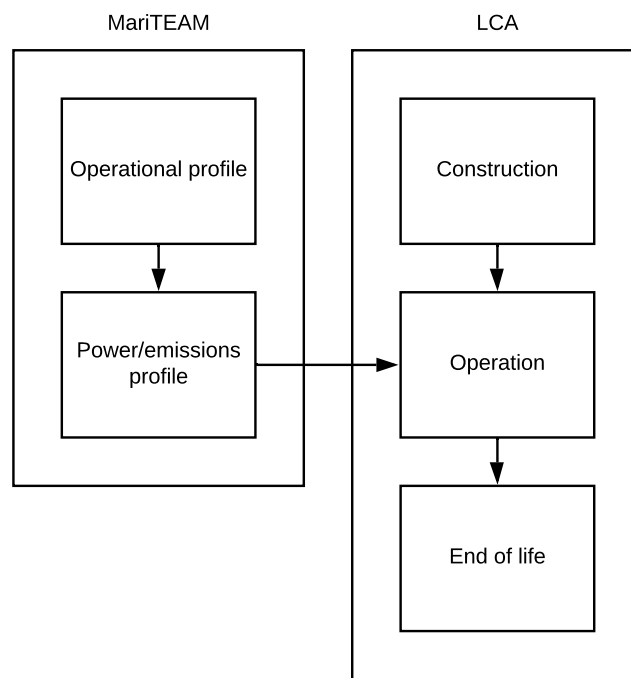 MariTEAM
LCA
Operational profile
Construction
Power/emissions
profile
Operation
End of life